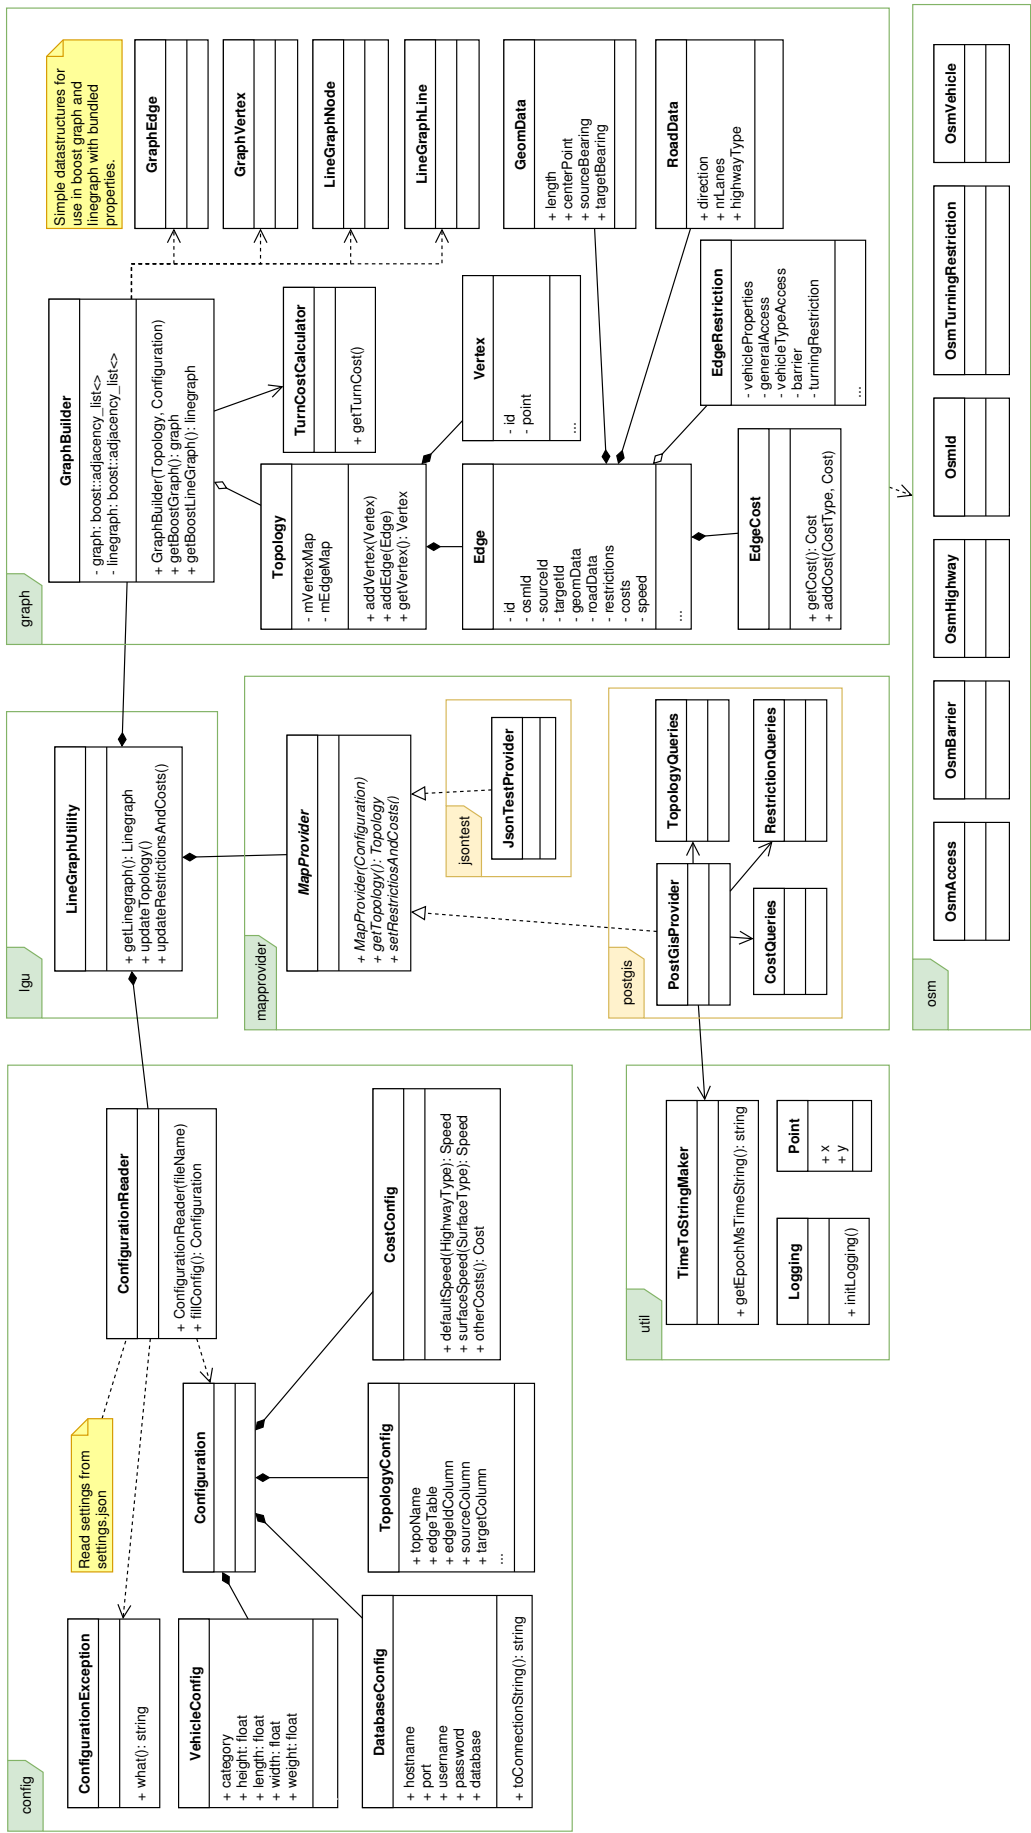 config
ConfigurationException
+ what(): string
Read settings from
settings.json
ConfigurationReader
+ ConfigurationReader(fileName)
+ fillConfig(): Configuration
VehicleConfig
+ category
+ height: float
+ length: float
+ width: float
+ weight: float
Configuration
DatabaseConfig
+ hostname
+ port
+ username
+ password
+ database
+ toConnectionString(): string
TopologyConfig
+ topoName
+ edgeTable
+ edgeIdColumn
+ sourceColumn
+ targetColumn
...
CostConfig
+ defaultSpeed(HighwayType): Speed
+ surfaceSpeed(SurfaceType): Speed
+ otherCosts(): Cost
lgu
LineGraphUtility
+ getLinegraph(): Linegraph
+ updateTopology()
+ updateRestrictionsAndCosts()
mapprovider
MapProvider
+ MapProvider(Configuration)
+ getTopology(): Topology
+ setRestrictiosAndCosts()
jsontest
JsonTestProvider
postgis
PostGisProvider
TopologyQueries
CostQueries
RestrictionQueries
util
TimeToStringMaker
+ getEpochMsTimeString(): string
Logging
+ initLogging()
Point
+ x
+ y
graph
GraphBuilder
- graph: boost::adjacency_list<>
- linegraph: boost::adjacency_list<>
+ GraphBuilder(Topology, Configuration)
+ getBoostGraph(): graph
+ getBoostLineGraph(): linegraph
Simple datastructures for
use in boost graph and
linegraph with bundled
properties.
GraphEdge
GraphVertex
LineGraphNode
LineGraphLine
TurnCostCalculator
+ getTurnCost()
Topology
- mVertexMap
- mEdgeMap
+ addVertex(Vertex)
+ addEdge(Edge)
+ getVertex(): Vertex
Vertex
- id
- point
...
Edge
- id
- osmId
- sourceId
- targetId
- geomData
- roadData
- restrictions
- costs
- speed
...
GeomData
+ length
+ centerPoint
+ sourceBearing
+ targetBearing
RoadData
+ direction
+ nrLanes
+ highwayType
EdgeRestriction
- vehicleProperties
- generalAccess
- vehicleTypeAccess
- barrier
- turningRestriction
...
EdgeCost
+ getCost(): Cost
+ addCost(CostType, Cost)
osm
OsmAccess
OsmBarrier
OsmHighway
OsmId
OsmTurningRestriction
OsmVehicle